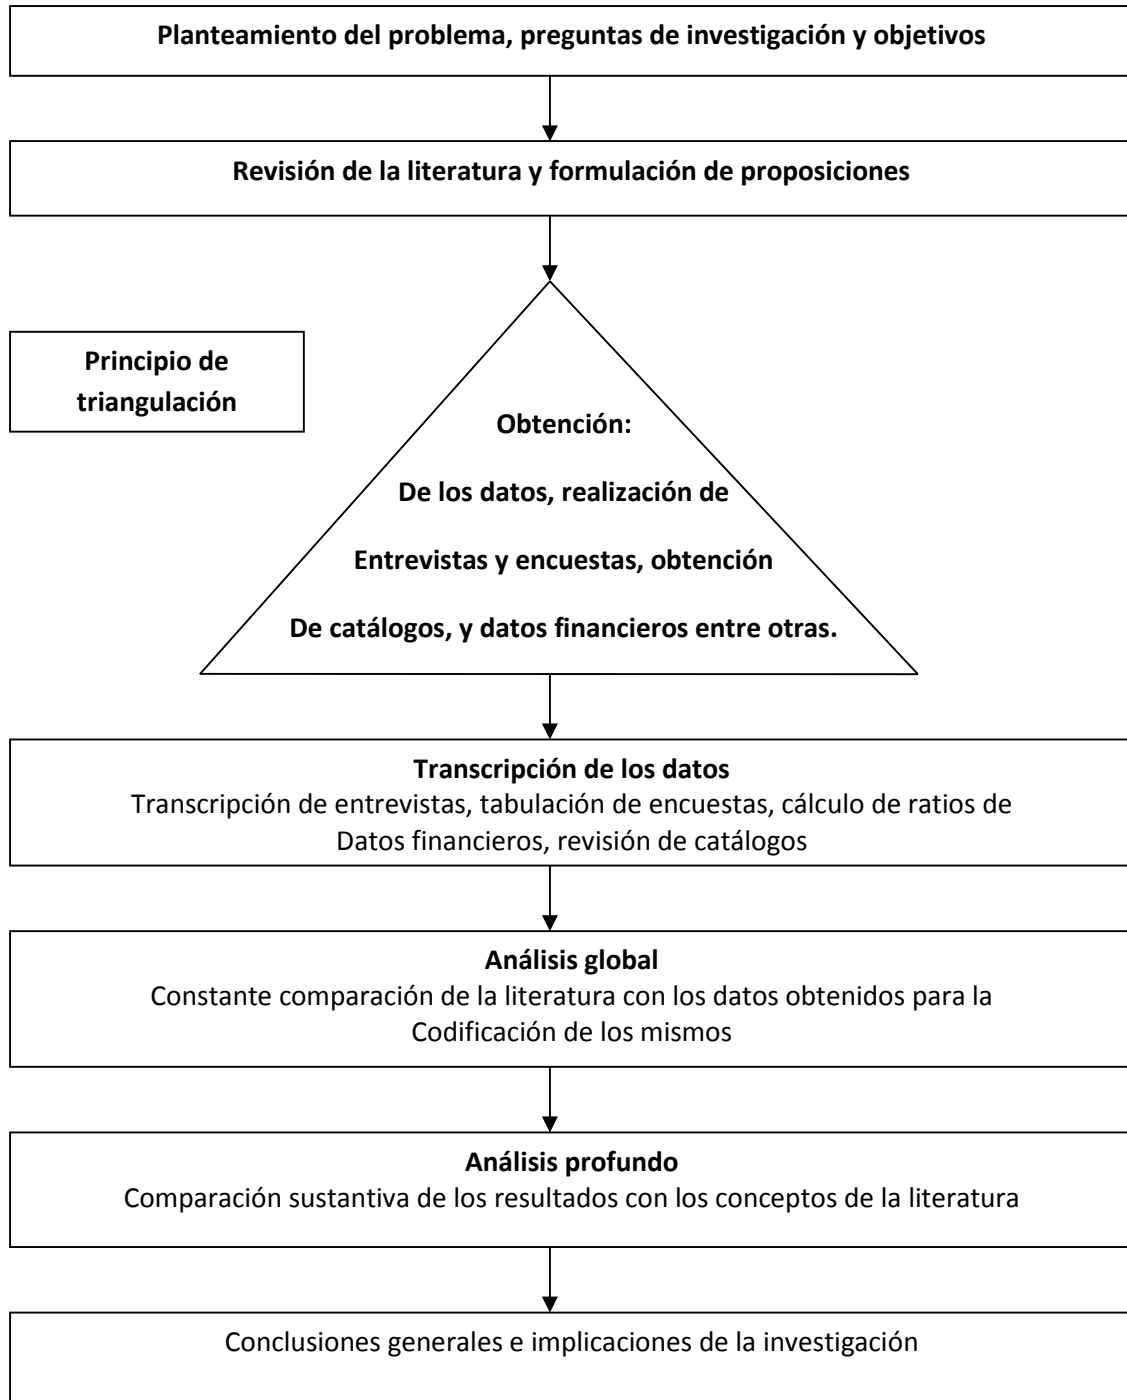 Planteamiento del problema, preguntas de investigación y objetivos
Revisión de la literatura y formulación de proposiciones
Principio de
triangulación
Obtención:
De los datos, realización de
Entrevistas y encuestas, obtención
De catálogos, y datos financieros entre otras.
Transcripción de los datos
Transcripción de entrevistas, tabulación de encuestas, cálculo de ratios de
Datos financieros, revisión de catálogos
Análisis global
Constante comparación de la literatura con los datos obtenidos para la
Codificación de los mismos
Análisis profundo
Comparación sustantiva de los resultados con los conceptos de la literatura
Conclusiones generales e implicaciones de la investigación